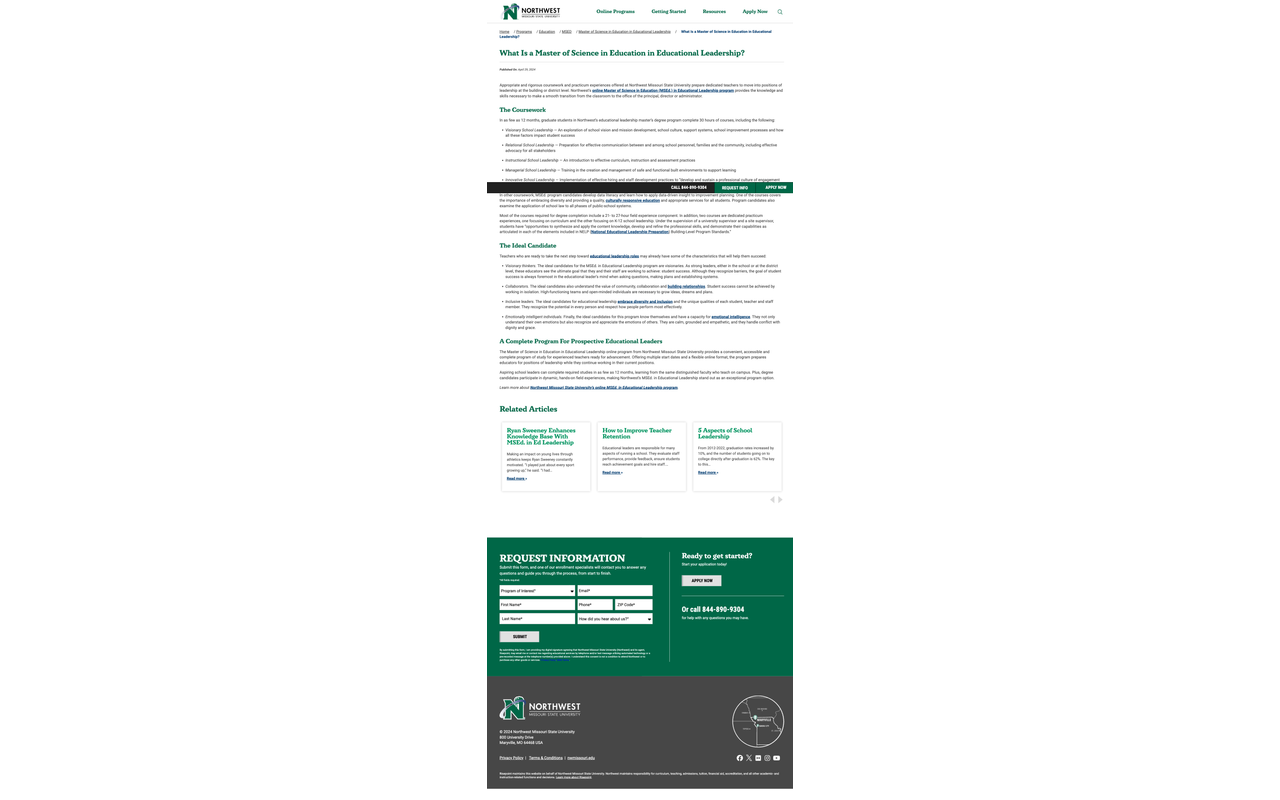 NORTHWEST
MISSOURI STATE UNIVERSITY
Online Programs
Getting Started
Resources
Apply Now
Home / Programs / Education / MSED / Master of Science in Education in Educational Leadership / What Is a Master of Science in Education in Educational
Leadership?
What Is a Master of Science in Education in Educational Leadership?
Published On: April 29, 2024
Appropriate and rigorous coursework and practicum experiences offered at Northwest Missouri State University prepare dedicated teachers to move into positions of
leadership at the building or district level. Northwest's online Master of Science in Education (MSEd.) in Educational Leadership program provides the knowledge and
skills necessary to make a smooth transition from the classroom to the office of the principal, director or administrator.
The Coursework
In as few as 12 months, graduate students in Northwest's educational leadership master's degree program complete 30 hours of courses, including the following:
• Visionary School Leadership — An exploration of school vision and mission development, school culture, support systems, school improvement processes and how
all these factors impact student success
• Relational School Leadership — Preparation for effective communication between and among school personnel, families and the community, including effective
advocacy for all stakeholders
• Instructional School Leadership — An introduction to effective curriculum, instruction and assessment practices
• Managerial School Leadership — Training in the creation and management of safe and functional built environments to support learning
• Innovative School Leadership — Implementation of effective hiring and staff development practices to "develop and sustain a professional culture of engagement
CALL 844-890-9304
REQUEST INFO
APPLY NOW
In other coursework, MSEd. program candidates develop data literacy and learn how to apply data-driven insight to improvement planning. One of the courses covers
the importance of embracing diversity and providing a quality, culturally responsive education and appropriate services for all students. Program candidates also
examine the application of school law to all phases of public school systems.
Most of the courses required for degree completion include a 21- to 27-hour field experience component. In addition, two courses are dedicated practicum
experiences, one focusing on curriculum and the other focusing on K-12 school leadership. Under the supervision of a university supervisor and a site supervisor,
students have "opportunities to synthesize and apply the content knowledge, develop and refine the professional skills, and demonstrate their capabilities as
articulated in each of the elements included in NELP (National Educational Leadership Preparation) Building-Level Program Standards."
The Ideal Candidate
Teachers who are ready to take the next step toward educational leadership roles may already have some of the characteristics that will help them succeed:
• Visionary thinkers. The ideal candidates for the MSEd. in Educational Leadership program are visionaries. As strong leaders, either in the school or at the district
level, these educators see the ultimate goal that they and their staff are working to achieve: student success. Although they recognize barriers, the goal of student
success is always foremost in the educational leader's mind when asking questions, making plans and establishing systems.
• Collaborators. The ideal candidates also understand the value of community, collaboration and building relationships. Student success cannot be achieved by
working in isolation. High-functioning teams and open-minded individuals are necessary to grow ideas, dreams and plans.
• Inclusive leaders. The ideal candidates for educational leadership embrace diversity and inclusion and the unique qualities of each student, teacher and staff
member. They recognize the potential in every person and respect how people perform most effectively.
• Emotionally intelligent individuals. Finally, the ideal candidates for this program know themselves and have a capacity for emotional intelligence. They not only
understand their own emotions but also recognize and appreciate the emotions of others. They are calm, grounded and empathetic, and they handle conflict with
dignity and grace.
A Complete Program For Prospective Educational Leaders
The Master of Science in Education in Educational Leadership online program from Northwest Missouri State University provides a convenient, accessible and
complete program of study for experienced teachers ready for advancement. Offering multiple start dates and a flexible online format, the program prepares
educators for positions of leadership while they continue working in their current positions.
Aspiring school leaders can complete required studies in as few as 12 months, learning from the same distinguished faculty who teach on campus. Plus, degree
candidates participate in dynamic, hands-on field experiences, making Northwest's MSEd. in Educational Leadership stand out as an exceptional program option.
Learn more about Northwest Missouri State University's online MSEd. in Educational Leadership program.
Related Articles
Ryan Sweeney Enhances
Knowledge Base With
MSEd. in Ed Leadership
Making an impact on young lives through
athletics keeps Ryan Sweeney constantly
motivated. "I played just about every sport
growing up," he said. "I had...
Read more »
How to Improve Teacher
Retention
Educational leaders are responsible for many
aspects of running a school. They evaluate staff
performance, provide feedback, ensure students
reach achievement goals and hire staff....
Read more »
5 Aspects of School
Leadership
From 2012-2022, graduation rates increased by
10%, and the number of students going on to
college directly after graduation is 62%. The key
to this...
Read more »
REQUEST INFORMATION
Submit this form, and one of our enrollment specialists will contact you to answer any
questions and guide you through the process, from start to finish.
*All fields required.
Program of Interest*
Email*
First Name*
Phone*
ZIP Code*
Last Name*
How did you hear about us?*
SUBMIT
Ready to get started?
Start your application today!
APPLY NOW
Or call 844-890-9304
for help with any questions you may have.
NORTHWEST
MISSOURI STATE UNIVERSITY
© 2024 Northwest Missouri State University
800 University Drive
Maryville, MO 64468 USA
MARYVILLE
Privacy Policy | Terms & Conditions | nwmissouri.edu
Risepoint maintains this website on behalf of Northwest Missouri State University. Northwest maintains responsibility for curriculum, teaching, admissions, tuition, financial aid, accreditation, and all other academic- and
instruction-related functions and decisions. Learn more about Risepoint.